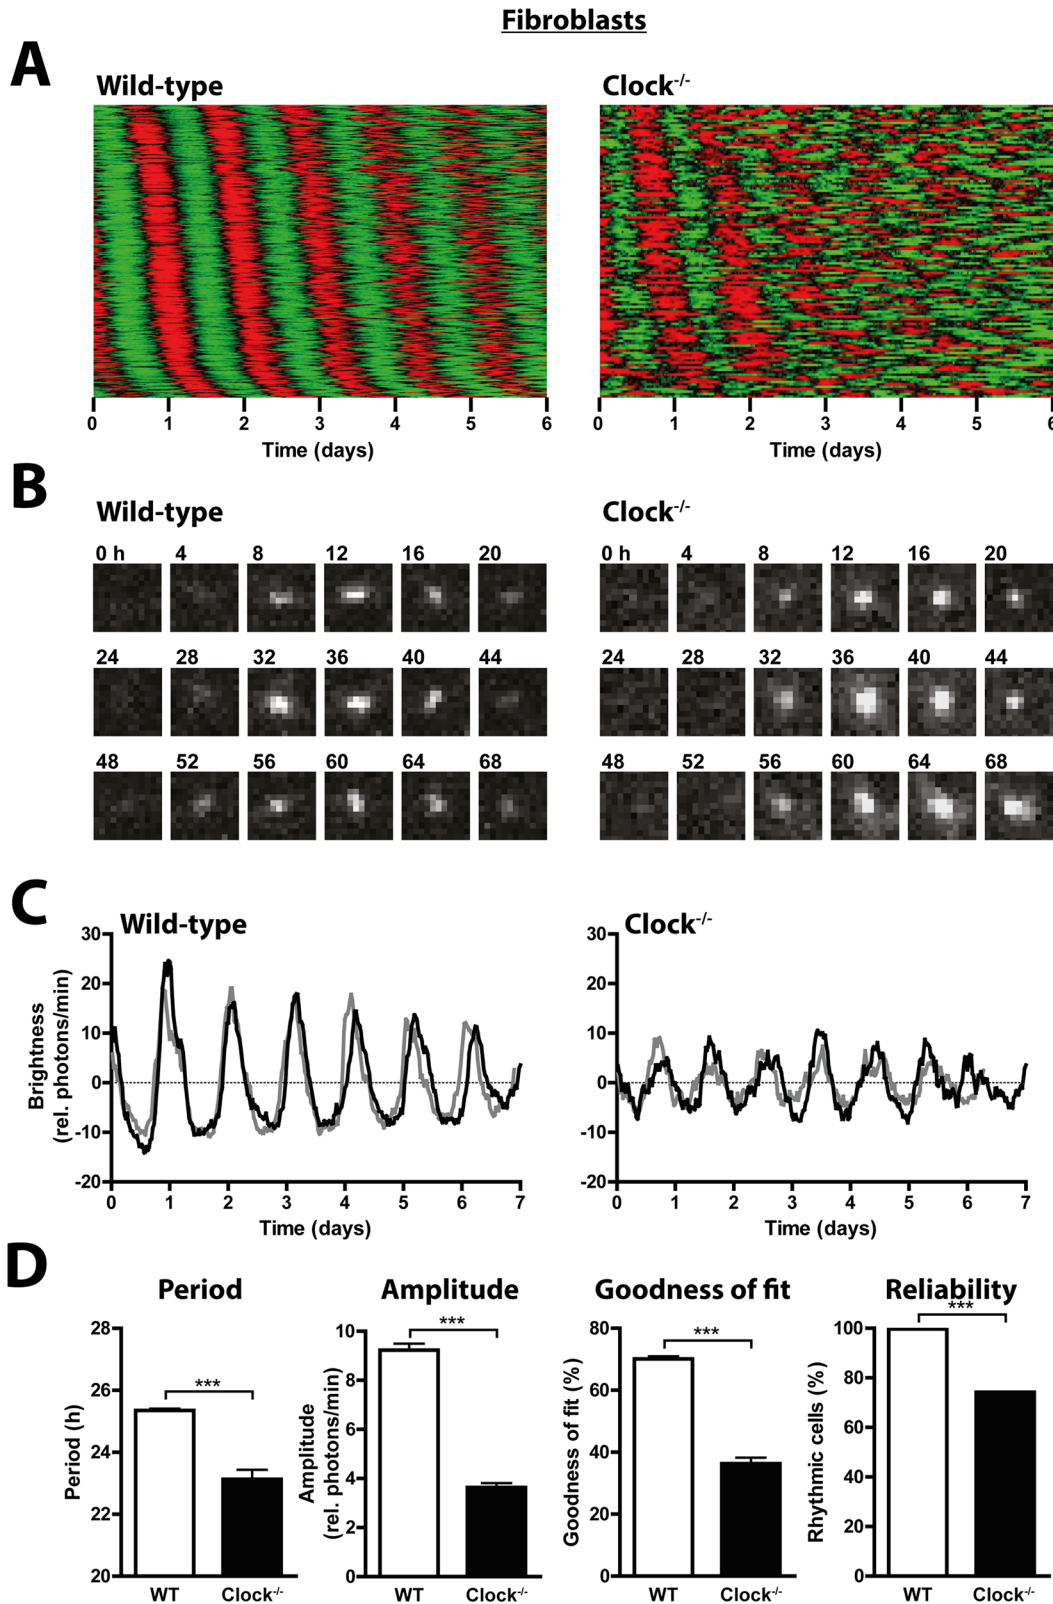 Fibroblasts
A
Wild-type
Clock-/-
0 1 2 3 4 5 6
Time (days)
0 1 2 3 4 5 6
Time (days)
B
Wild-type
Clock-/-
0 h 4 8 12 16 20
0 h 4 8 12 16 20
24 28 32 36 40 44
24 28 32 36 40 44
48 52 56 60 64 68
48 52 56 60 64 68
C
Wild-type
Clock-/-
Brightness
(rel. photons/min)
30
20
10
0
-10
-20
0 1 2 3 4 5 6 7
Time (days)
30
20
10
0
-10
-20
0 1 2 3 4 5 6 7
Time (days)
D
Period
Period (h)
28
26
24
22
20
***
WT Clock-/-
Amplitude
Amplitude
(rel. photons/min)
10
8
6
4
2
0
***
WT Clock-/-
Goodness of fit
Goodness of fit (%)
80
60
40
20
0
***
WT Clock-/-
Reliability
Rhythmic cells (%)
100
80
60
40
20
0
***
WT Clock-/-